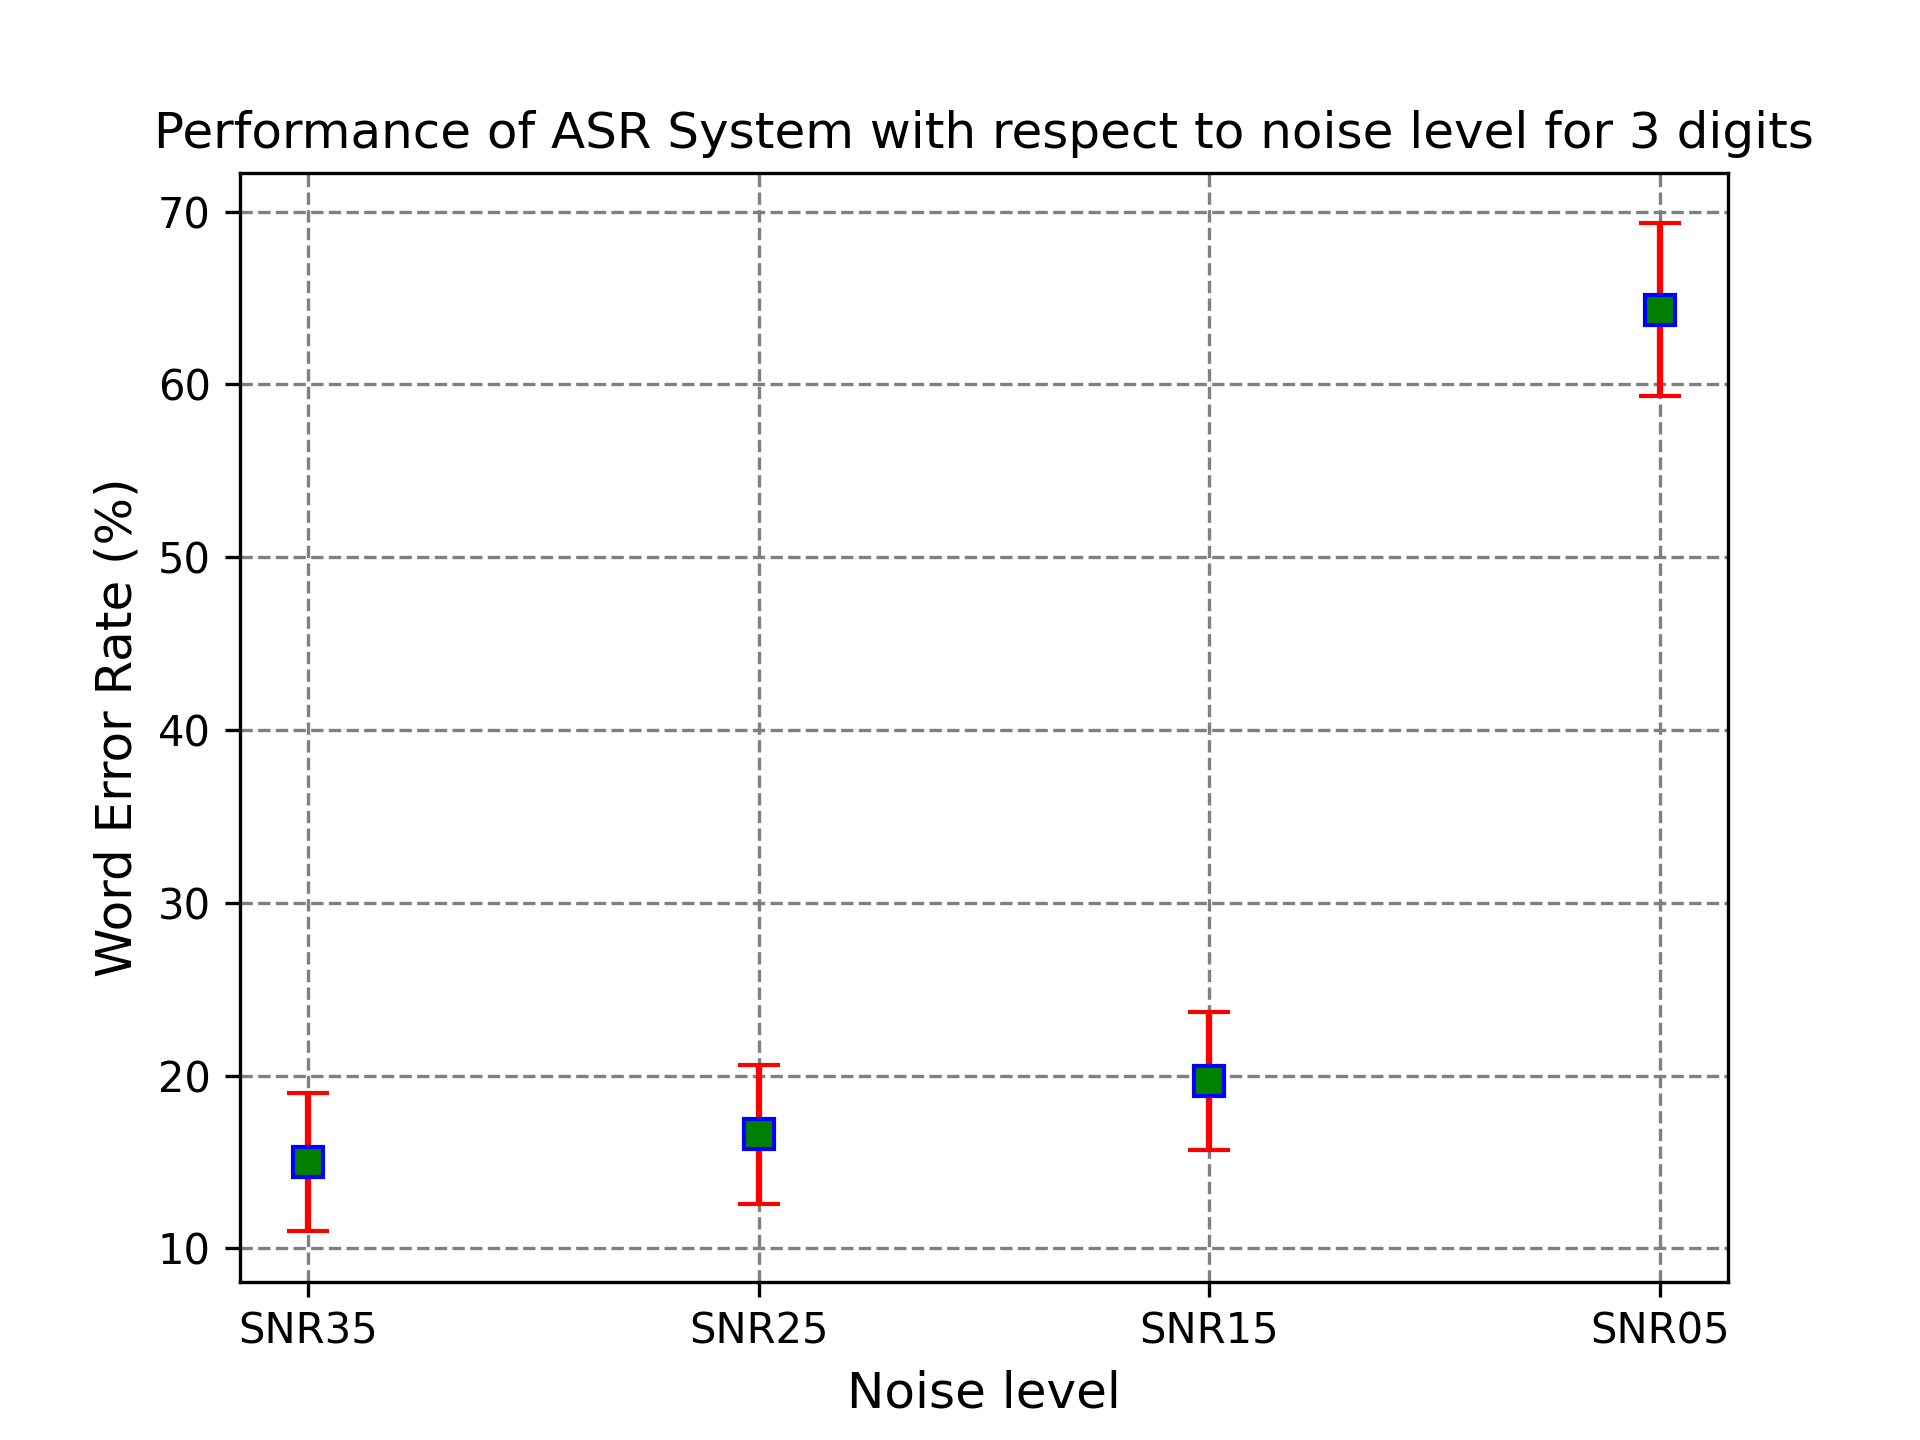 Performance of ASR System with respect to noise level for 3 digits
70
60
50
40
30
20
10
Word Error Rate (%)
SNR35 SNR25 SNR15 SNR05
Noise level